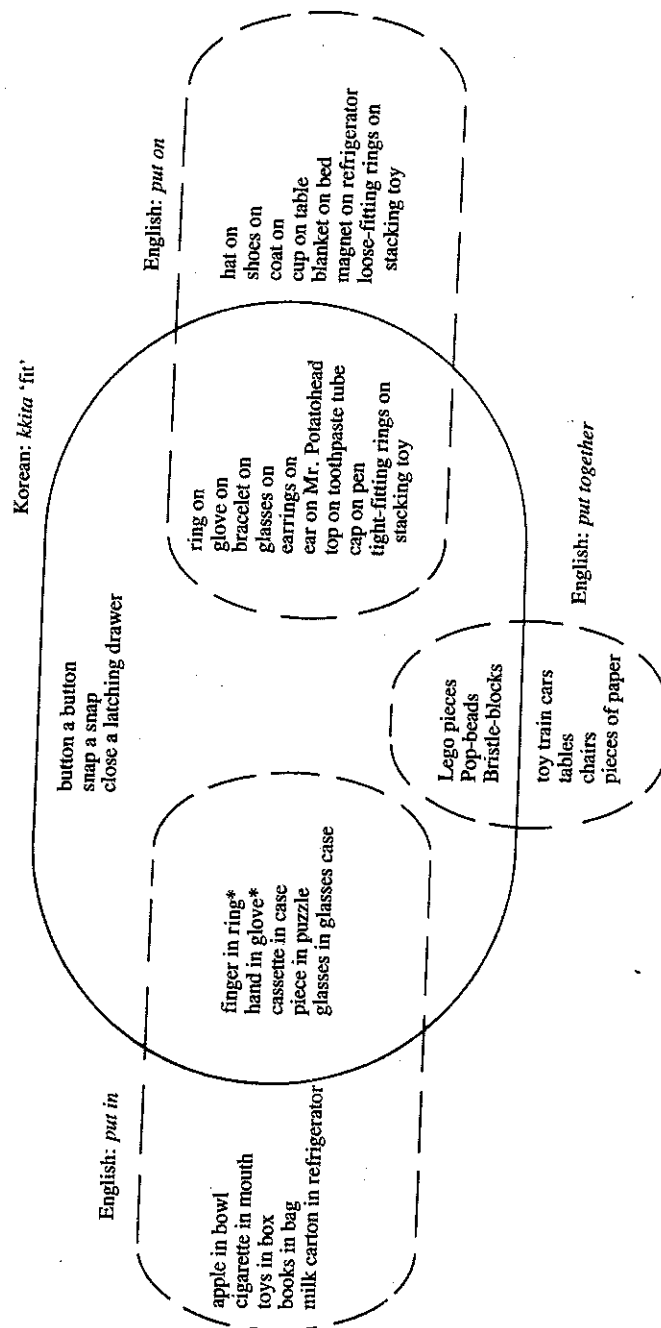 Korean: kkita ‘fit’
English: put in
English: put on
button a button
snap a snap
close a latching drawer
apple in bowl
cigarette in mouth
toys in box
books in bag
milk carton in refrigerator
finger in ring*
hand in glove*
cassette in case
piece in puzzle
glasses in glasses case
ring on
glove on
bracelet on
glasses on
earrings on
ear on Mr. Potatohead
top on toothpaste tube
cap on pen
tight-fitting rings on
stacking toy
hat on
shoes on
coat on
cup on table
blanket on bed
magnet on refrigerator
loose-fitting rings on
stacking toy
Lego pieces
Pop-beads
Bristle-blocks
toy train cars
tables
chairs
pieces of paper
English: put together